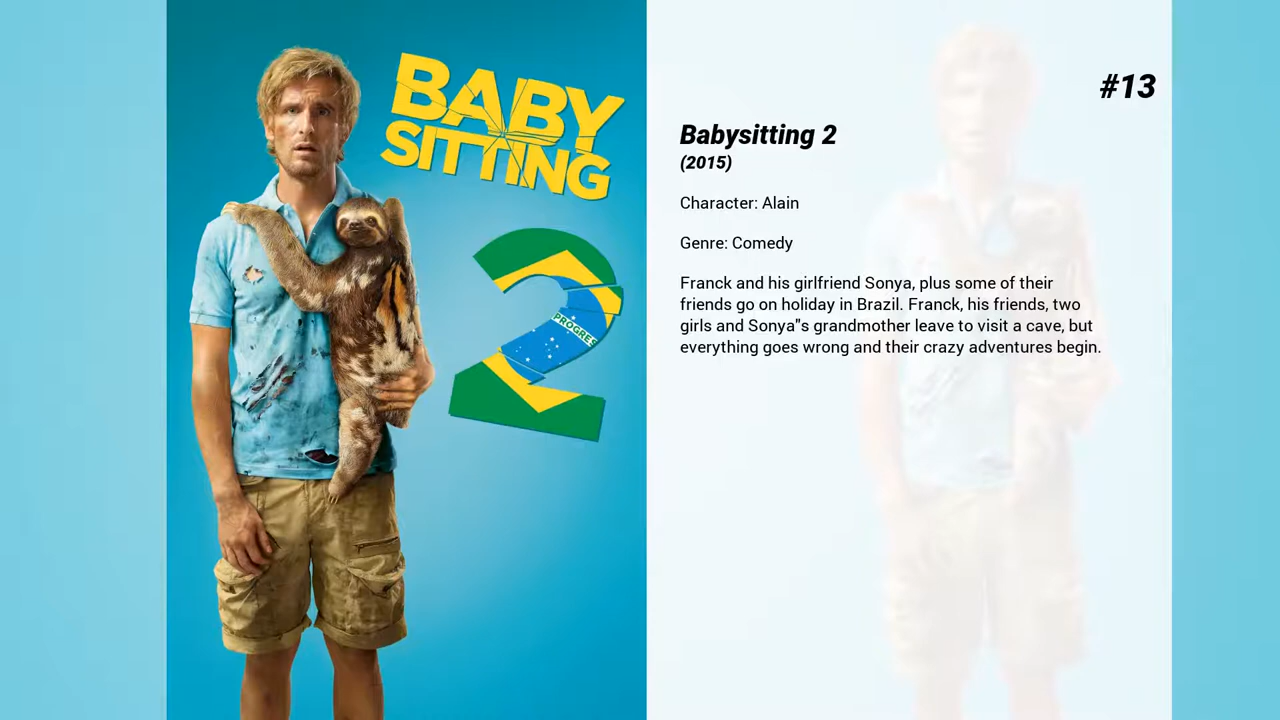 BABY
SITTING
2
PROGRES
#13
Babysitting 2
(2015)
Character: Alain
Genre: Comedy
Franck and his girlfriend Sonya, plus some of their
friends go on holiday in Brazil. Franck, his friends, two
girls and Sonya"s grandmother leave to visit a cave, but
everything goes wrong and their crazy adventures begin.